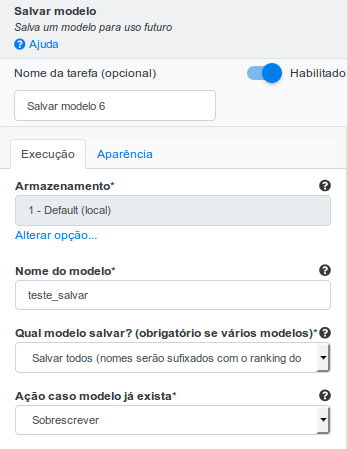 Salvar modelo
Salva um modelo para uso futuro
Ajuda
Nome da tarefa (opcional)
Habilitado
Salvar modelo 6
Execução Aparência
Armazenamento*
1 - Default (local)
Alterar opção...
Nome do modelo*
teste_salvar
Qual modelo salvar? (obrigatório se vários modelos)*
Salvar todos (nomes serão sufixados com o ranking do
Ação caso modelo já exista*
Sobrescrever